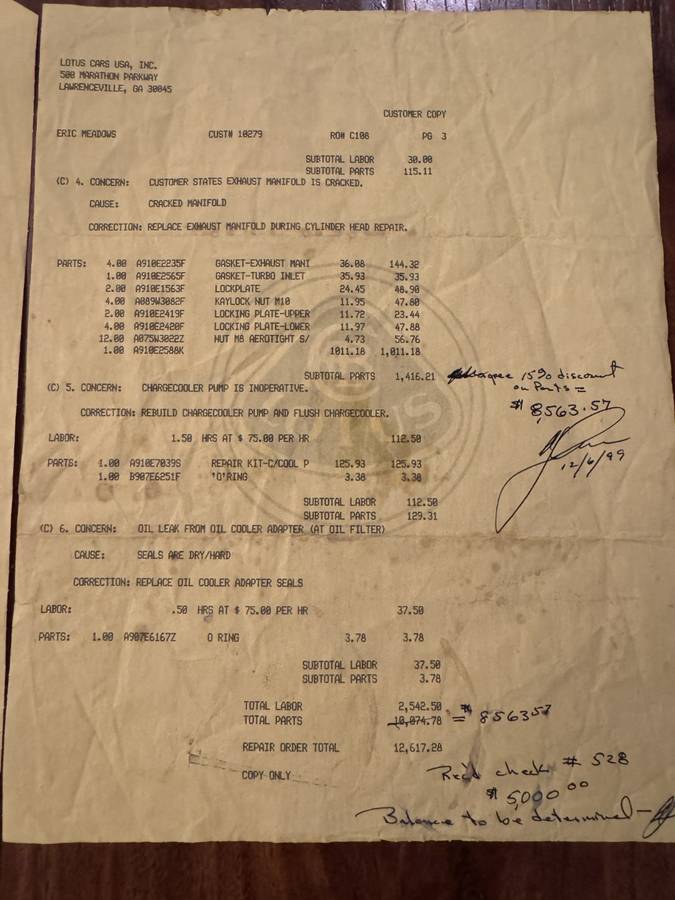 LOTUS CARS USA, INC.
500 MARATHON PARKWAY
LAWRENCEVILLE, GA 30045
CUSTOMER COPY
ERIC MEADOWS CUST# 10279 RO# C108 PG 3
SUBTOTAL LABOR 30.00
SUBTOTAL PARTS 115.11
(C) 4. CONCERN: CUSTOMER STATES EXHAUST MANIFOLD IS CRACKED.
CAUSE: CRACKED MANIFOLD
CORRECTION: REPLACE EXHAUST MANIFOLD DURING CYLINDER HEAD REPAIR.
PARTS: 4.00 A910E2235F GASKET-EXHAUST MANI 36.08 144.32
1.00 A910E2565F GASKET-TURBO INLET 35.93 35.93
2.00 A910E1563F LOCKPLATE 24.45 48.90
4.00 A089W3082F KAYLOCK NUT M10 11.95 47.80
2.00 A910E2419F LOCKING PLATE-UPPER 11.72 23.44
4.00 A910E2420F LOCKING PLATE-LOWER 11.97 47.88
12.00 A075W3022Z NUT M8 AEROTIGHT S/ 4.73 56.76
1.00 A910E2588K 1011.18 1,011.18
SUBTOTAL PARTS 1,416.21 agree 15% discount
on Parts =
$ 8,563.57
12/6/99
(C) 5. CONCERN: CHARGECOOLER PUMP IS INOPERATIVE.
CORRECTION: REBUILD CHARGECOOLER PUMP AND FLUSH CHARGECOOLER.
LABOR: 1.50 HRS AT $ 75.00 PER HR 112.50
PARTS: 1.00 A910E7039S REPAIR KIT-C/COOL P 125.93 125.93
1.00 B907E6251F 'O'RING 3.38 3.38
SUBTOTAL LABOR 112.50
SUBTOTAL PARTS 129.31
(C) 6. CONCERN: OIL LEAK FROM OIL COOLER ADAPTER (AT OIL FILTER)
CAUSE: SEALS ARE DRY/HARD
CORRECTION: REPLACE OIL COOLER ADAPTER SEALS
LABOR: .50 HRS AT $ 75.00 PER HR 37.50
PARTS: 1.00 A907E6167Z O RING 3.78 3.78
SUBTOTAL LABOR 37.50
SUBTOTAL PARTS 3.78
TOTAL LABOR 2,542.50
TOTAL PARTS 10,074.78 = $ 8563.57
REPAIR ORDER TOTAL 12,617.28
COPY ONLY
Rec'd check # 528
$ 5,000.00
Balance to be determined -